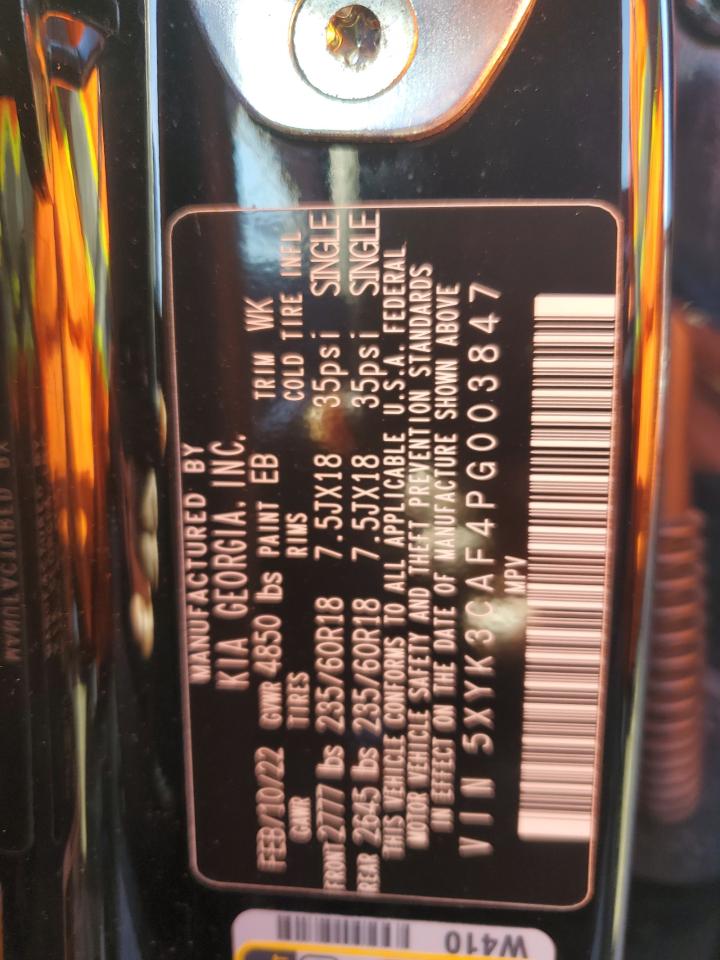 MANUFACTURED BY
KIA GEORGIA, INC.
FEB/10/22 GVWR 4850 lbs PAINT EB TRIM WK
GAWR TIRES RIMS COLD TIRE INFL
FRONT 2777 lbs 235/60R18 7.5JX18 35psi SINGLE
REAR 2645 lbs 235/60R18 7.5JX18 35psi SINGLE
THIS VEHICLE CONFORMS TO ALL APPLICABLE U.S.A. FEDERAL
MOTOR VEHICLE SAFETY AND THEFT PREVENTION STANDARDS
IN EFFECT ON THE DATE OF MANUFACTURE SHOWN ABOVE
VIN 5XYK3CAF4PG003847
MPV
W410